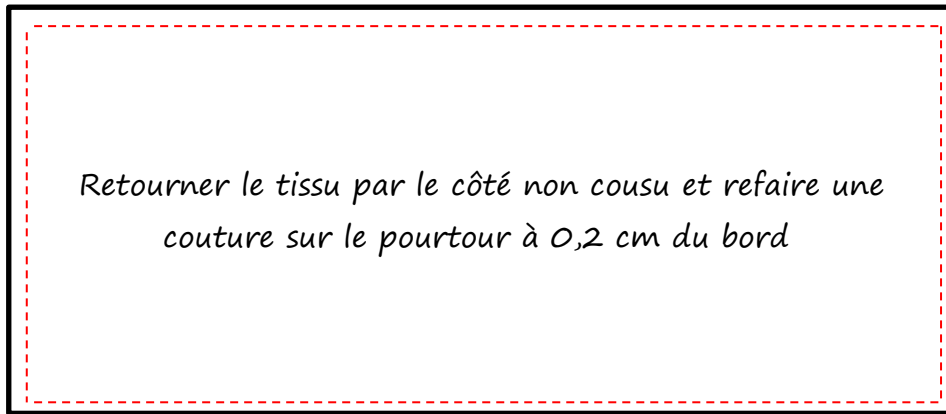 Retourner le tissu par le côté non cousu et refaire une
couture sur le pourtour à 0,2 cm du bord